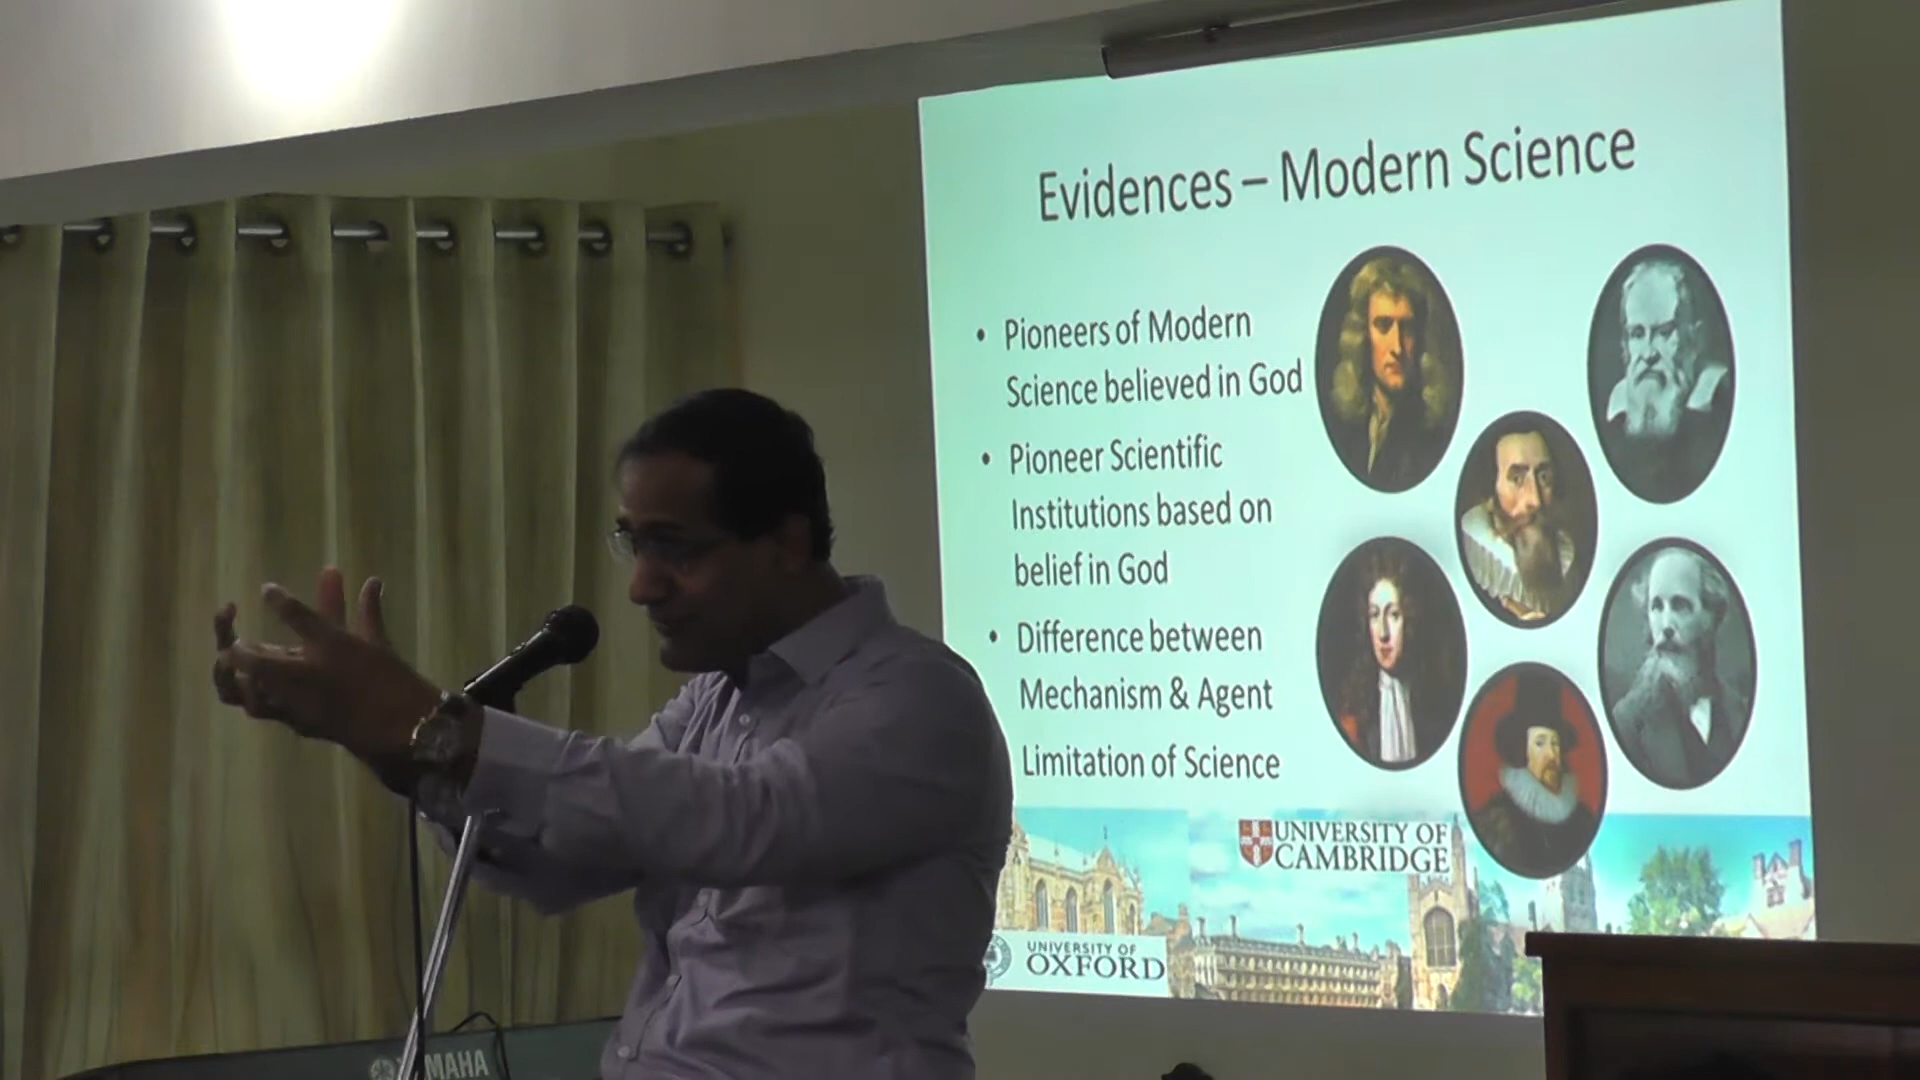 Evidences – Modern Science
• Pioneers of Modern
Science believed in God
• Pioneer Scientific
Institutions based on
belief in God
• Difference between
Mechanism & Agent
Limitation of Science
UNIVERSITY OF
CAMBRIDGE
UNIVERSITY OF
OXFORD
YAMAHA